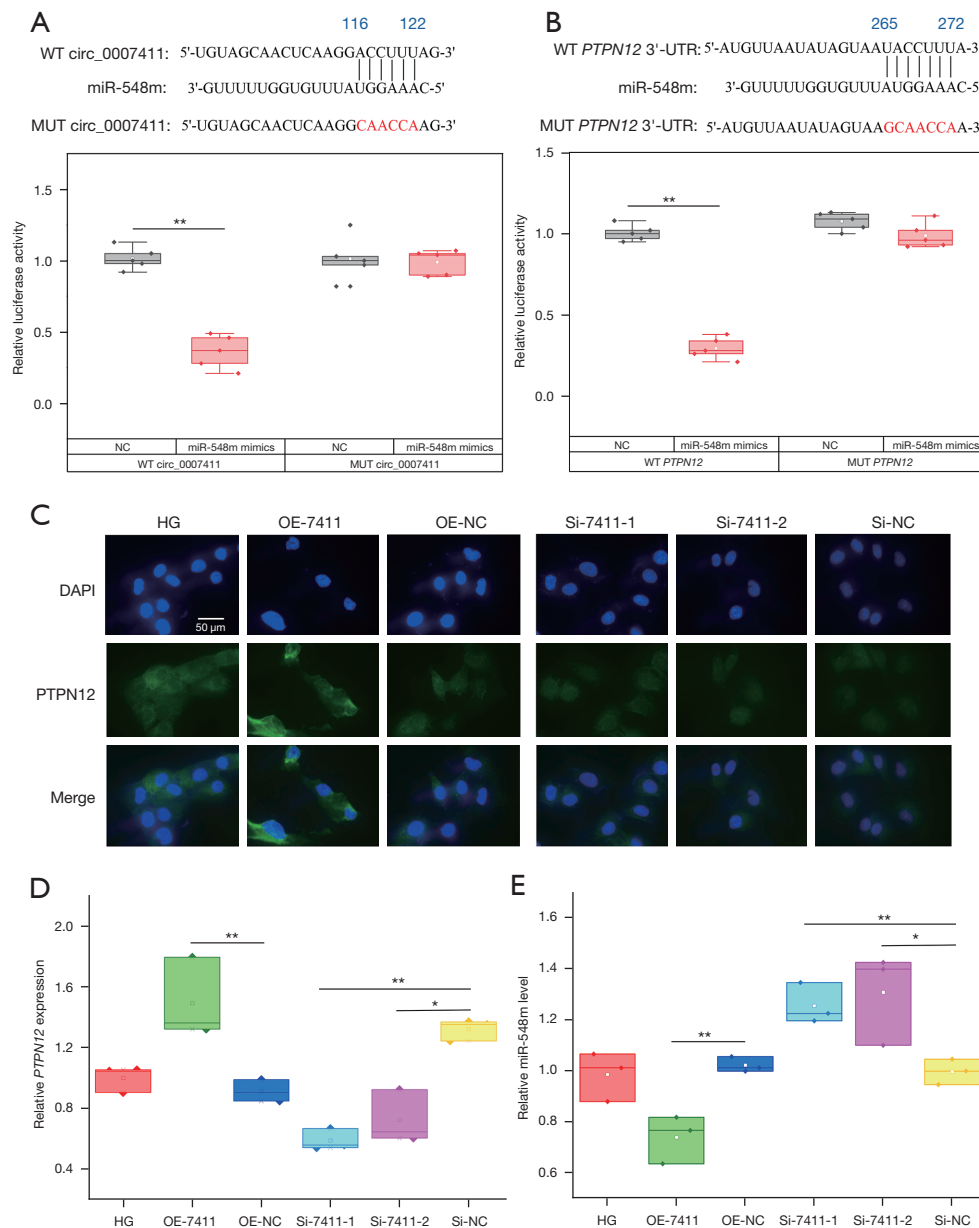 A
116 122
WT circ_0007411: 5'-UGUAGCAACUCAAGGACCUUUAG-3'
miR-548m: 3'-GUUUUUGGUGUUUAUGGAAAC-5'
MUT circ_0007411: 5'-UGUAGCAACUCAAGGCAACCAAG-3'
Relative luciferase activity
1.5
1.0
0.5
0.0
**
NC miR-548m mimics NC miR-548m mimics
WT circ_0007411 MUT circ_0007411
B
265 272
WT PTPN12 3'-UTR: 5'-AUGUUAAUAUAGUAAUACCUUUA-3'
miR-548m: 3'-GUUUUUGGUGUUUAUGGAAAC-5'
MUT PTPN12 3'-UTR: 5'-AUGUUAAUAUAGUAAGCAACCAA-3'
Relative luciferase activity
1.5
1.0
0.5
0.0
**
NC miR-548m mimics NC miR-548m mimics
WT PTPN12 MUT PTPN12
C
HG OE-7411 OE-NC Si-7411-1 Si-7411-2 Si-NC
DAPI
50 μm
PTPN12
Merge
D
Relative PTPN12 expression
2.0
1.6
1.2
0.8
0.4
**
**
*
HG OE-7411 OE-NC Si-7411-1 Si-7411-2 Si-NC
E
Relative miR-548m level
1.6
1.4
1.2
1.0
0.8
0.6
**
**
*
HG OE-7411 OE-NC Si-7411-1 Si-7411-2 Si-NC